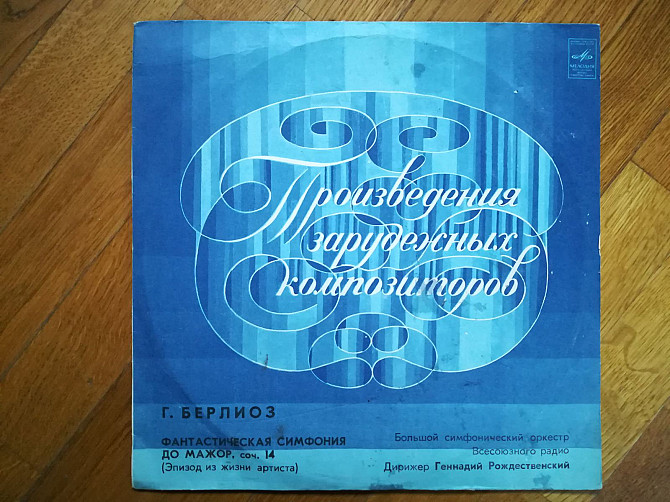 МЕЛОДИЯ
Произведения
зарубежных
композиторов
Г. БЕРЛИОЗ
ФАНТАСТИЧЕСКАЯ СИМФОНИЯ
ДО МАЖОР, соч. 14
(Эпизод из жизни артиста)
Большой симфонический оркестр
Всесоюзного радио
Дирижер Геннадий Рождественский